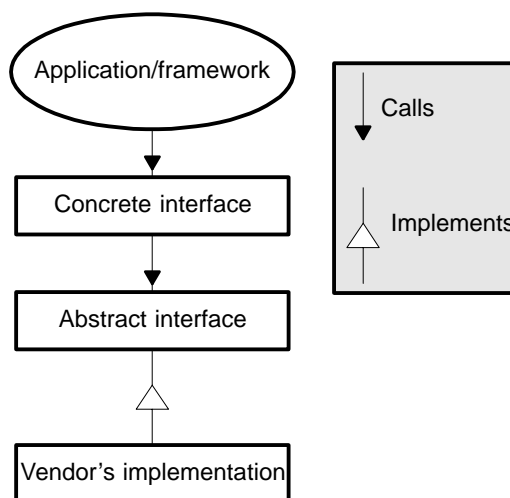 Application/framework
Calls
Concrete interface
Implements
Abstract interface
Vendor’s implementation